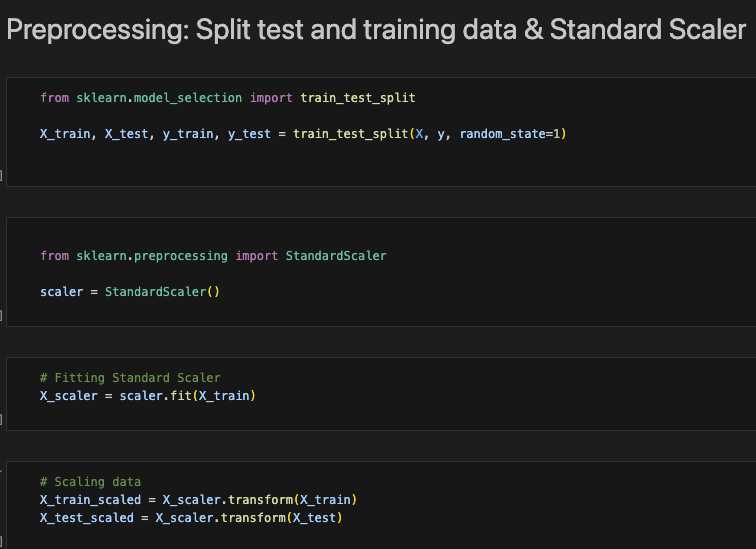 Preprocessing: Split test and training data & Standard Scaler
from sklearn.model_selection import train_test_split
X_train, X_test, y_train, y_test = train_test_split(X, y, random_state=1)
from sklearn.preprocessing import StandardScaler
scaler = StandardScaler()
# Fitting Standard Scaler
X_scaler = scaler.fit(X_train)
# Scaling data
X_train_scaled = X_scaler.transform(X_train)
X_test_scaled = X_scaler.transform(X_test)